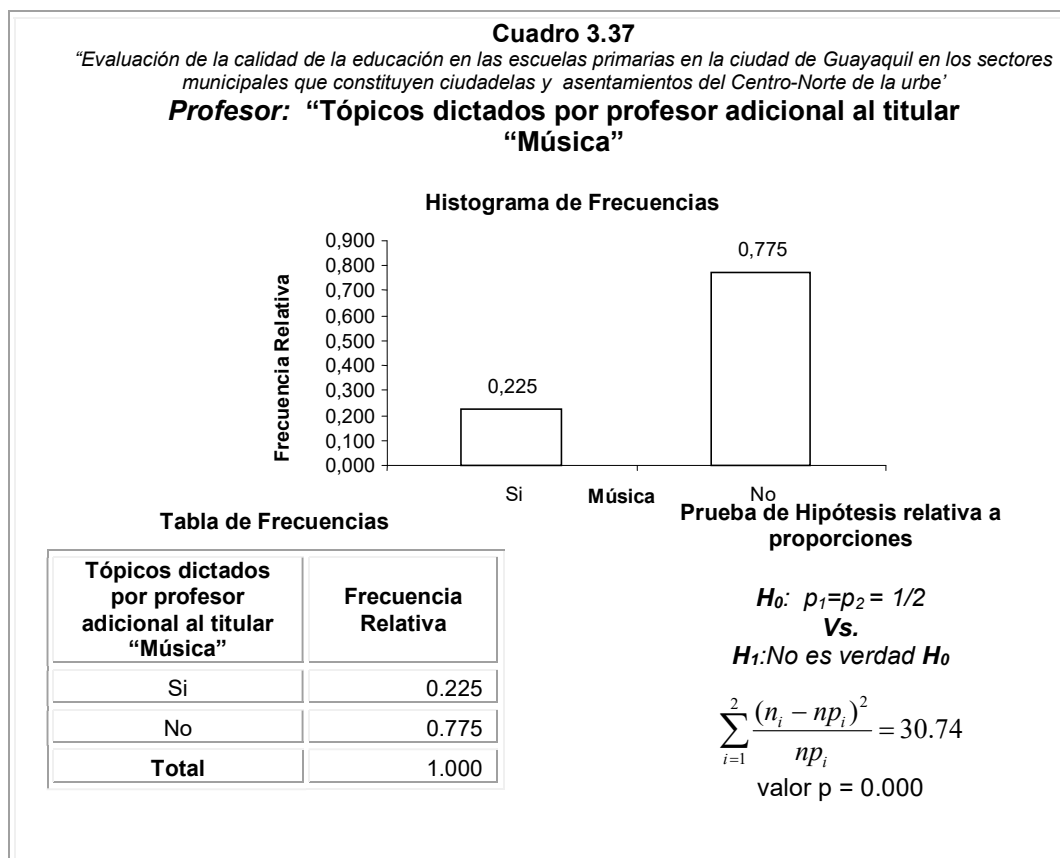 Cuadro 3.37
“Evaluación de la calidad de la educación en las escuelas primarias en la ciudad de Guayaquil en los sectores
municipales que constituyen ciudadelas y asentamientos del Centro-Norte de la urbe’
Profesor: “Tópicos dictados por profesor adicional al titular
“Música”
Histograma de Frecuencias
Frecuencia Relativa
0,900
0,800
0,700
0,600
0,500
0,400
0,300
0,200
0,100
0,000
0,225
0,775
Si
Música
No
Tabla de Frecuencias
Tópicos dictados
por profesor
adicional al titular
“Música”
Frecuencia
Relativa
Si 0.225
No 0.775
Total 1.000
Prueba de Hipótesis relativa a
proporciones
H0: p1=p2 = 1/2
Vs.
H1:No es verdad H0
∑_{i=1}^{2} (n_i − np_i)² / np_i = 30.74
valor p = 0.000